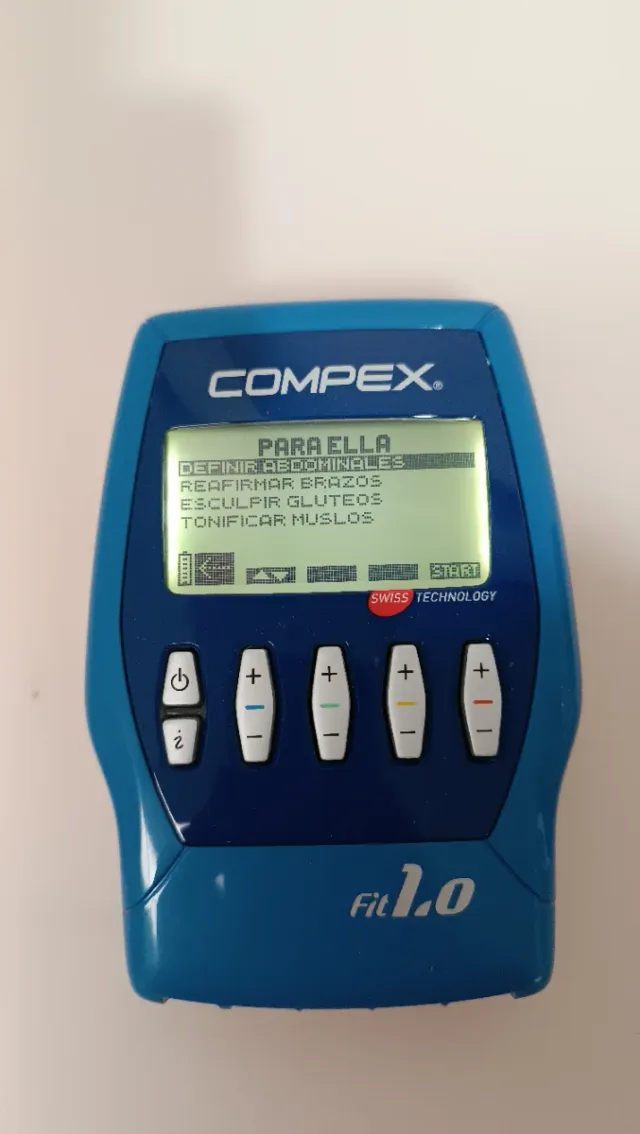 COMPEX®
PARA ELLA
DEFINIR ABDOMINALES
REAFIRMAR BRAZOS
ESCULPIR GLUTEOS
TONIFICAR MUSLOS
START
SWISS TECHNOLOGY
+ + + +
i − − − −
Fit 1.0